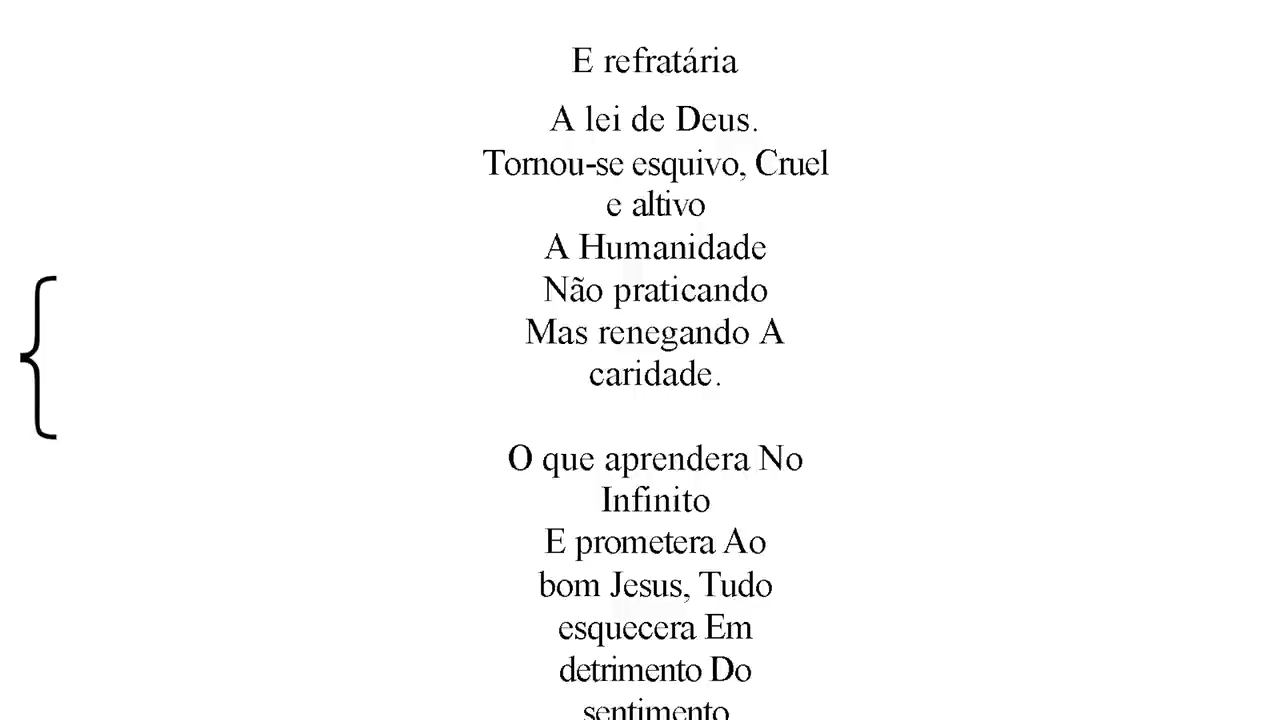 E refratária
A lei de Deus.
Tornou-se esquivo, Cruel
e altivo
A Humanidade
Não praticando
Mas renegando A
caridade.
O que aprendera No
Infinito
E prometera Ao
bom Jesus, Tudo
esquecera Em
detrimento Do
sentimento